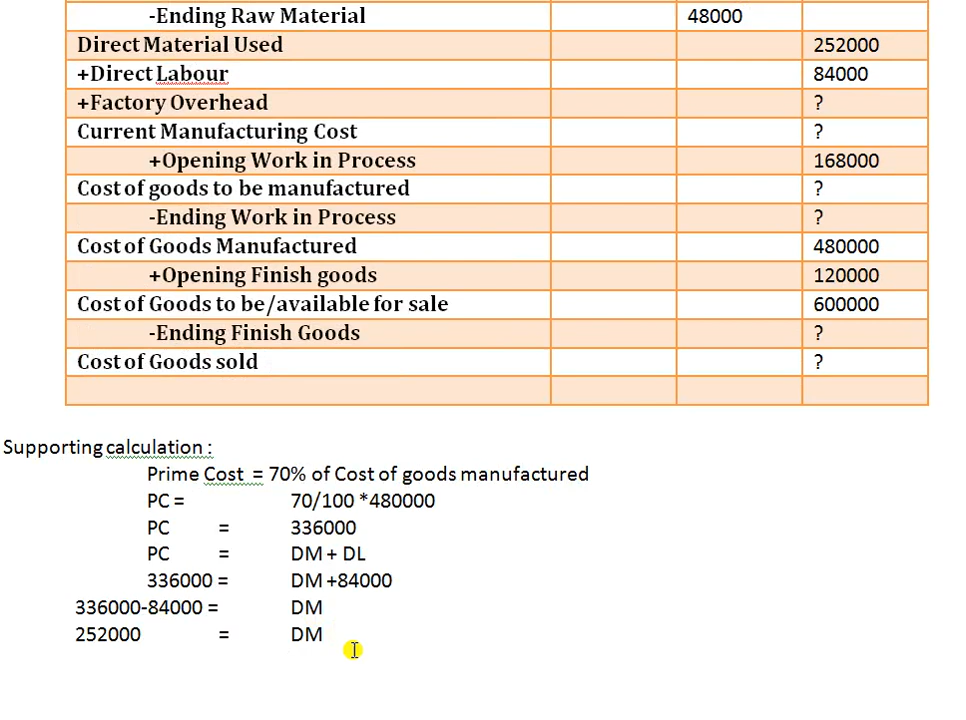 -Ending Raw Material 48000
Direct Material Used 252000
+Direct Labour 84000
+Factory Overhead ?
Current Manufacturing Cost ?
+Opening Work in Process 168000
Cost of goods to be manufactured ?
-Ending Work in Process ?
Cost of Goods Manufactured 480000
+Opening Finish goods 120000
Cost of Goods to be/available for sale 600000
-Ending Finish Goods ?
Cost of Goods sold ?
Supporting calculation :
Prime Cost = 70% of Cost of goods manufactured
PC = 70/100 *480000
PC = 336000
PC = DM + DL
336000 = DM +84000
336000-84000 = DM
252000 = DM